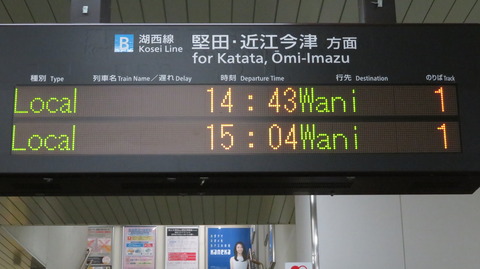 B 湖西線 堅田・近江今津 方面
Kosei Line for Katata, Ōmi-Imazu
種別 Type 列車名 Train Name／遅れ Delay 時刻 Departure Time 行先 Destination のりば Track
Local 14:43 Wani 1
Local 15:04 Wani 1